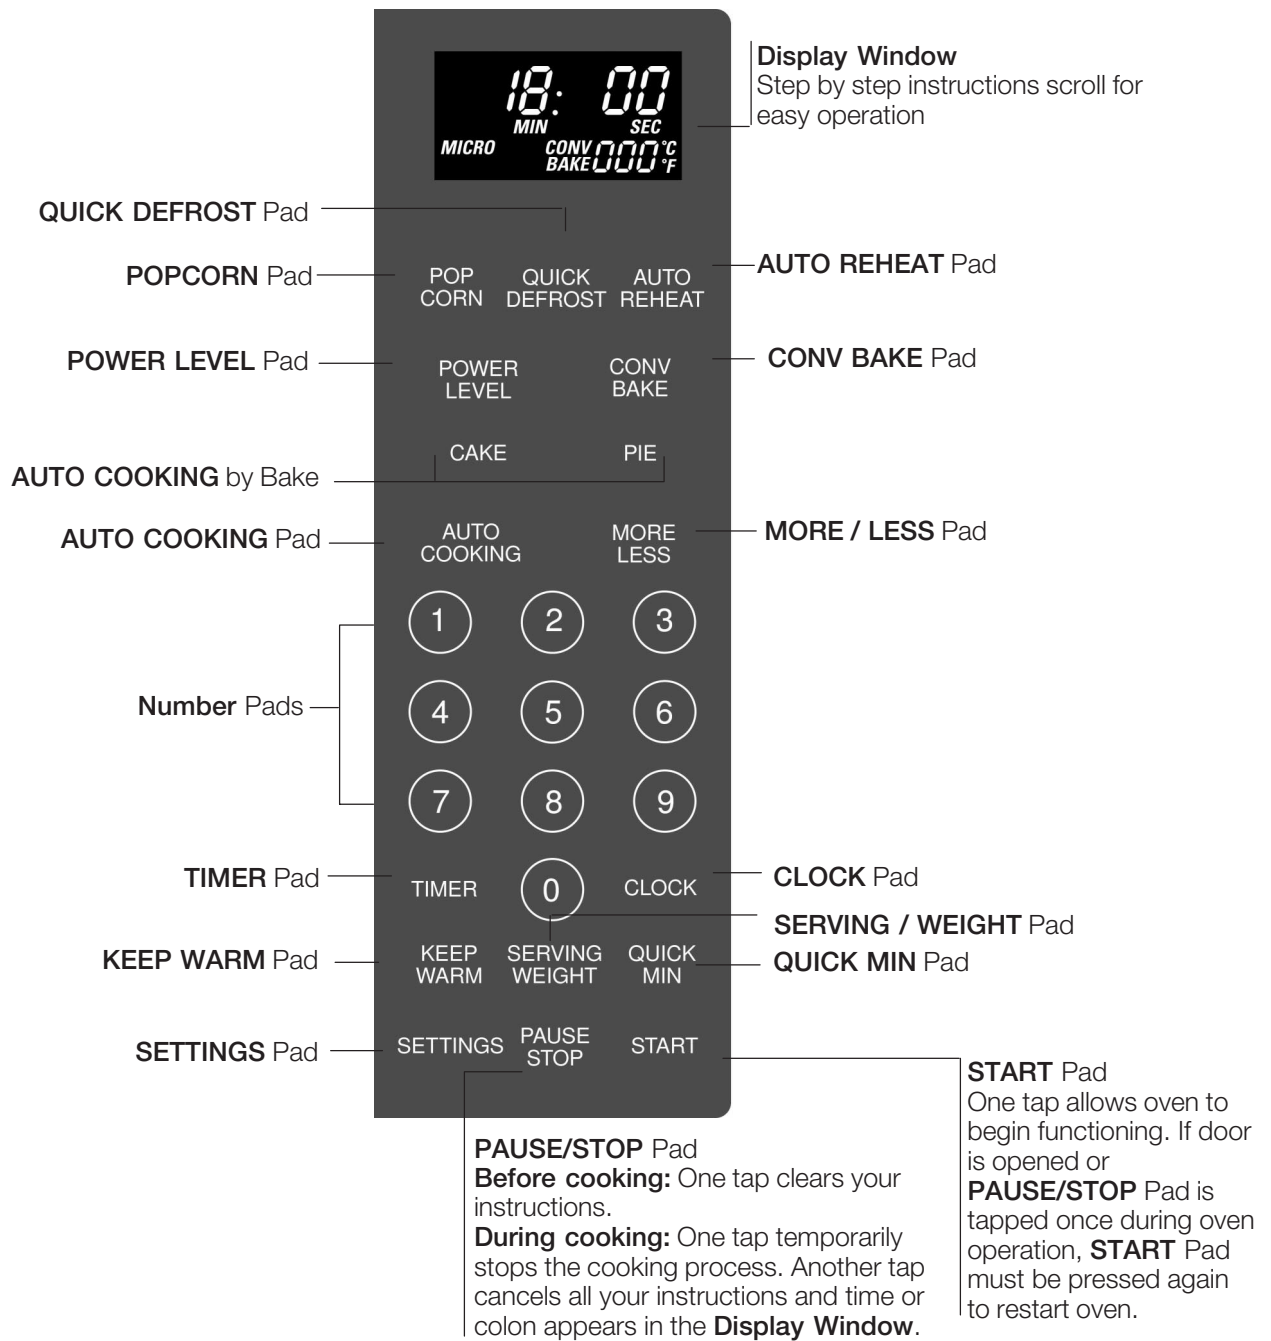 18: 00
MIN SEC
MICRO CONV BAKE 000 °C °F
Display Window
Step by step instructions scroll for
easy operation
QUICK DEFROST Pad
POPCORN Pad
POP
CORN
QUICK
DEFROST
AUTO
REHEAT
AUTO REHEAT Pad
POWER LEVEL Pad
POWER
LEVEL
CONV
BAKE
CONV BAKE Pad
CAKE
PIE
AUTO COOKING by Bake
AUTO COOKING Pad
AUTO
COOKING
MORE
LESS
MORE / LESS Pad
1 2 3
Number Pads
4 5 6
7 8 9
TIMER Pad
TIMER
0
CLOCK
CLOCK Pad
SERVING / WEIGHT Pad
KEEP WARM Pad
KEEP
WARM
SERVING
WEIGHT
QUICK
MIN
QUICK MIN Pad
SETTINGS Pad
SETTINGS
PAUSE
STOP
START
PAUSE/STOP Pad
Before cooking: One tap clears your
instructions.
During cooking: One tap temporarily
stops the cooking process. Another tap
cancels all your instructions and time or
colon appears in the Display Window.
START Pad
One tap allows oven to
begin functioning. If door
is opened or
PAUSE/STOP Pad is
tapped once during oven
operation, START Pad
must be pressed again
to restart oven.